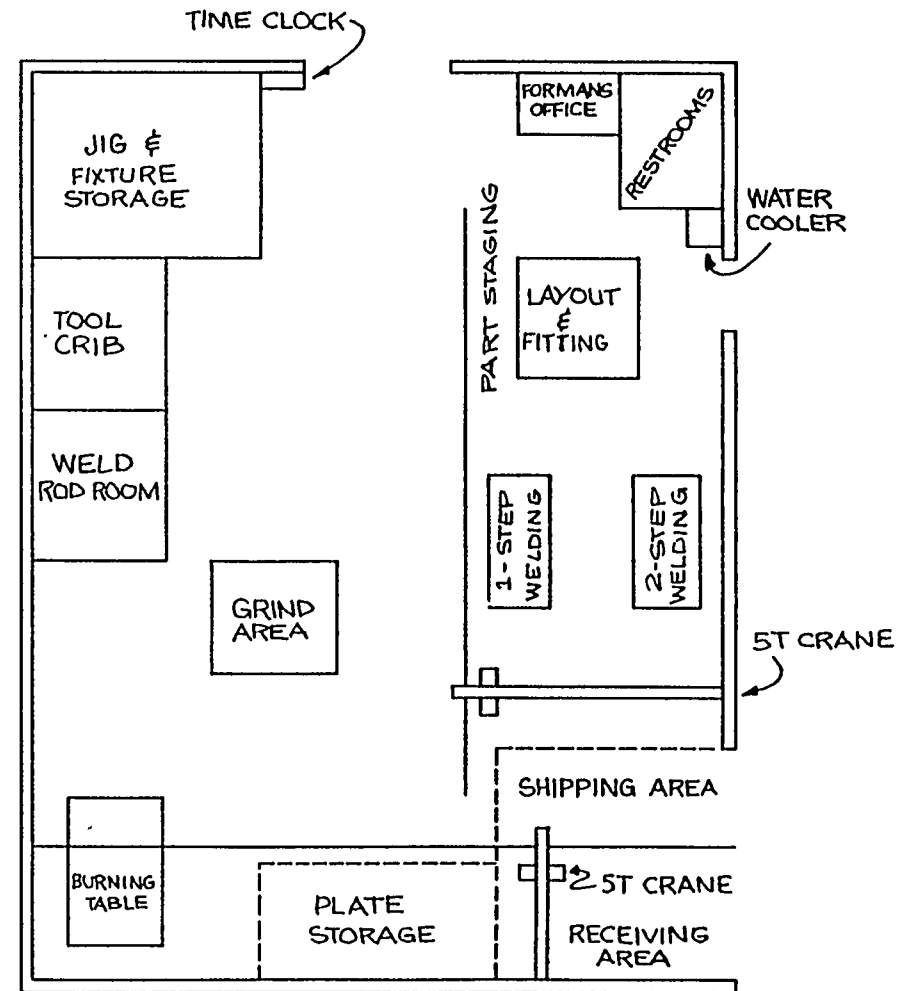 TIME CLOCK
JIG &
FIXTURE
STORAGE
FORMANS
OFFICE
RESTROOMS
WATER
COOLER
PART STAGING
LAYOUT
&
FITTING
TOOL
CRIB
WELD
ROD ROOM
1-STEP
WELDING
2-STEP
WELDING
GRIND
AREA
5T CRANE
SHIPPING AREA
BURNING
TABLE
PLATE
STORAGE
5T CRANE
RECEIVING
AREA